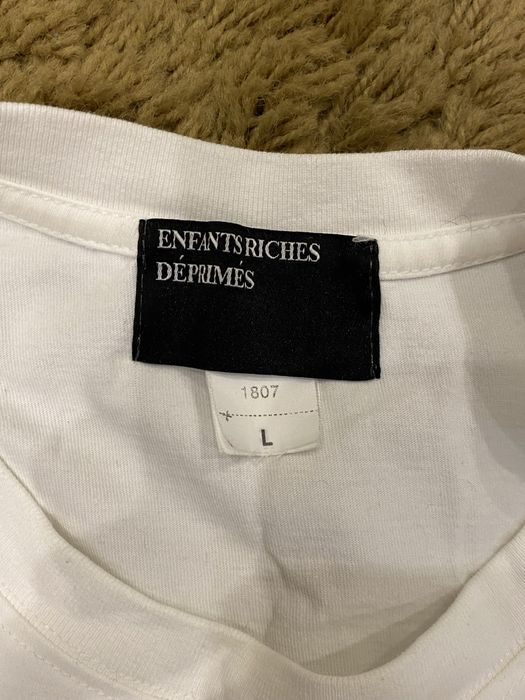 ENFANTS RICHES
DÉPRIMÉS
1807
L